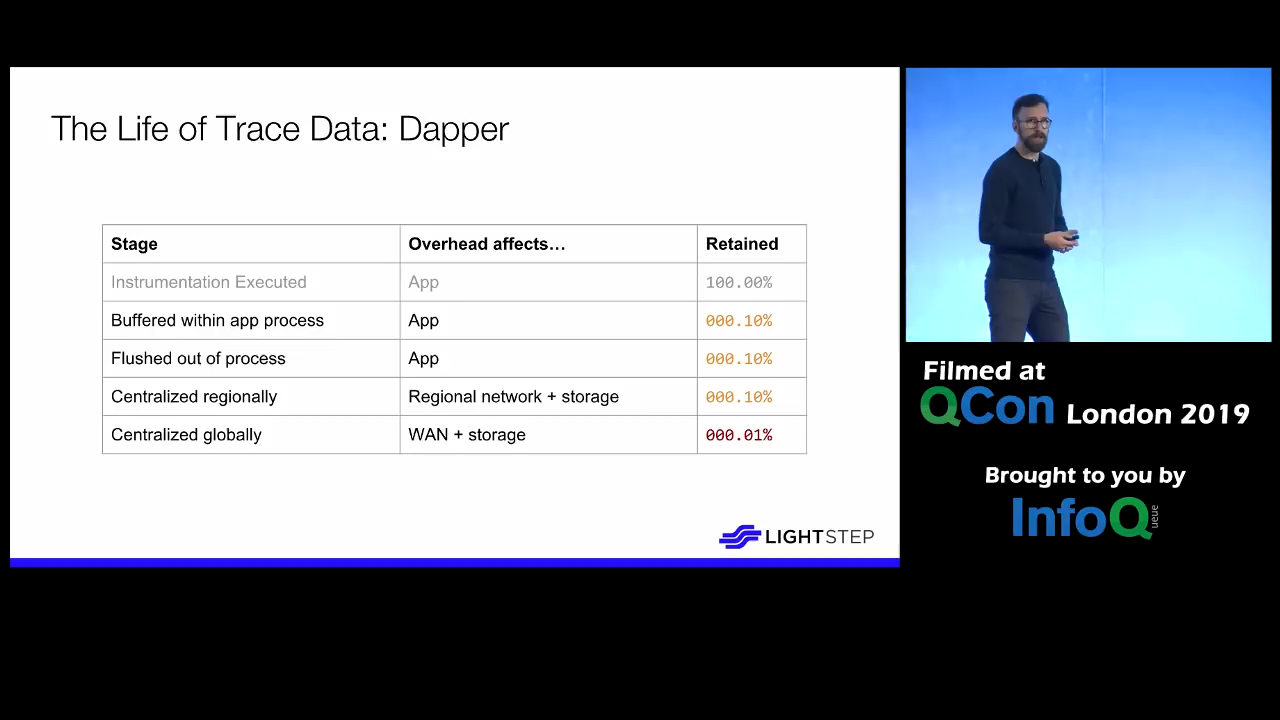 The Life of Trace Data: Dapper
Stage Overhead affects… Retained
Instrumentation Executed App 100.00%
Buffered within app process App 000.10%
Flushed out of process App 000.10%
Centralized regionally Regional network + storage 000.10%
Centralized globally WAN + storage 000.01%
LIGHTSTEP
Filmed at
QCon London 2019
Brought to you by
InfoQ
ueue